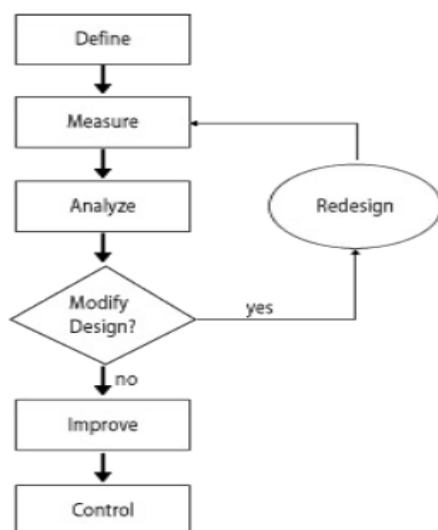 Define
Measure
Analyze
Redesign
Modify
Design?
yes
no
Improve
Control